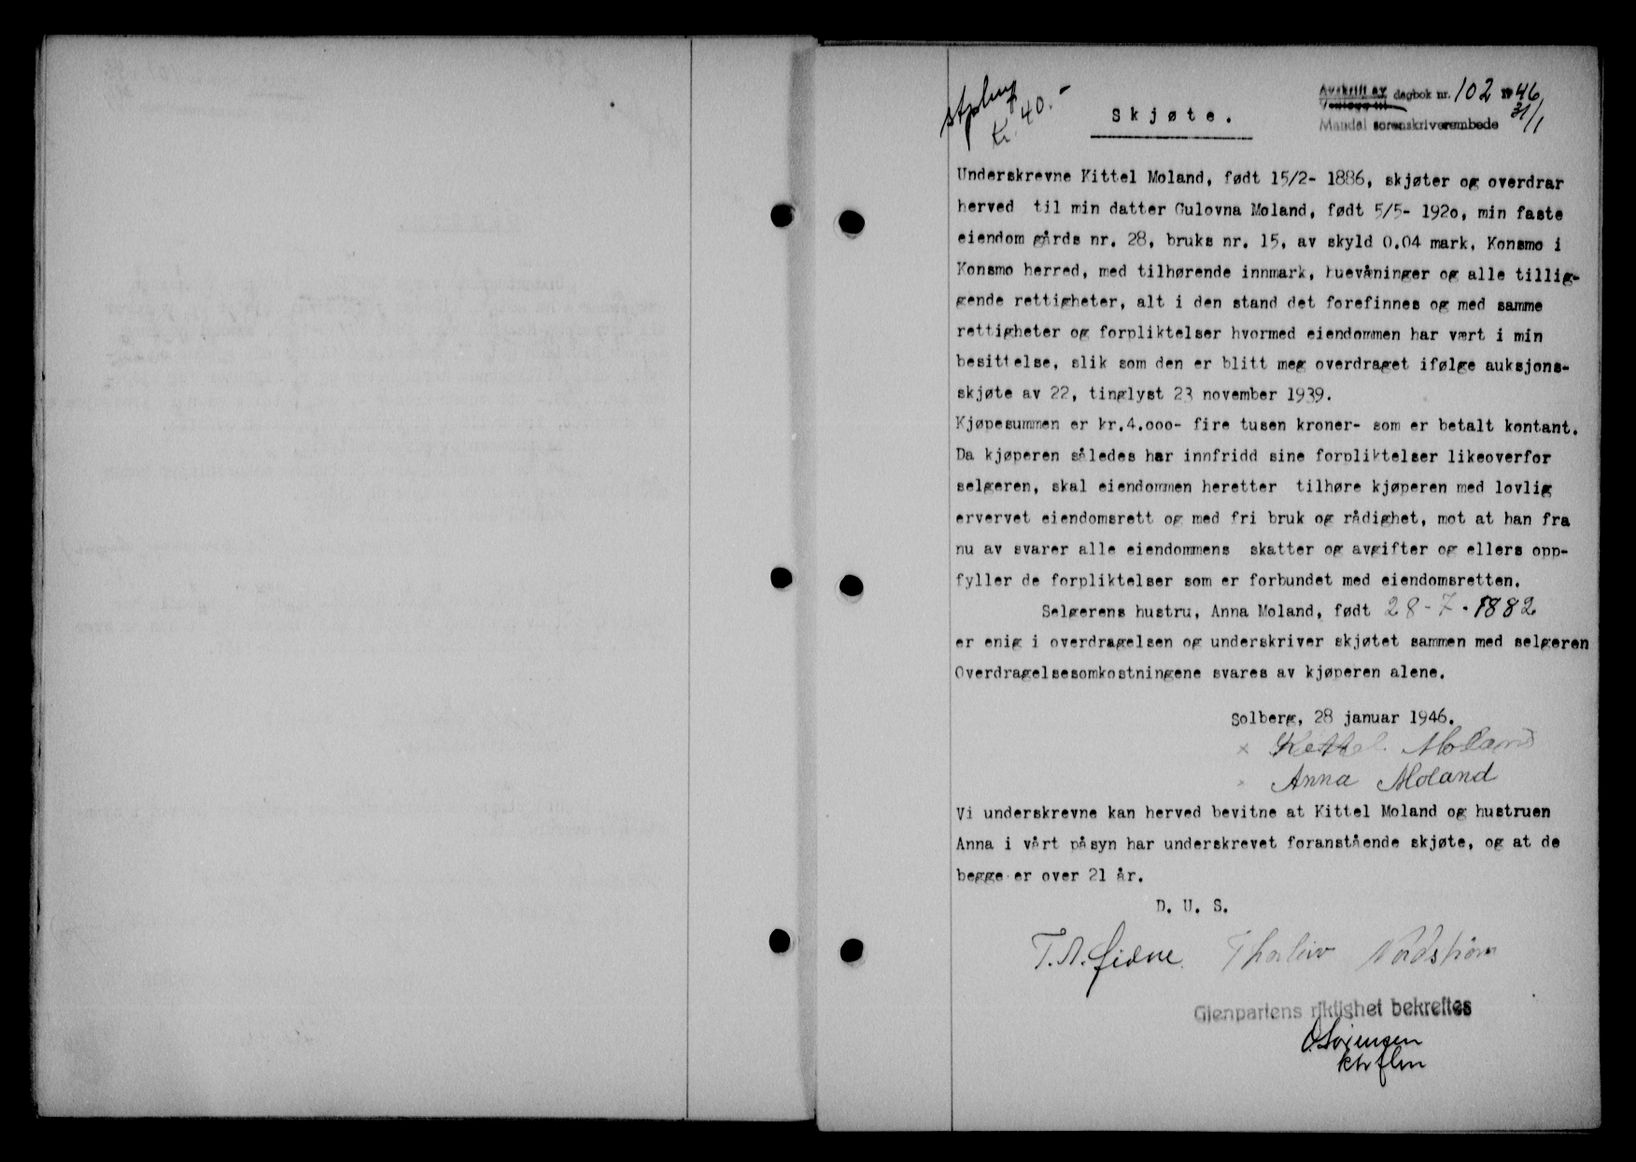 Avskrift av dagbok nr. 102 1946
31/1
Mandal sorenskriverembede
kr. 40.-
Skjøte.
Underskrevne Kittel Moland, født 15/2- 1886, skjøter og overdrar
herved til min datter Gulovna Moland, født 5/5- 1920, min faste
eiendom gårds nr. 28, bruks nr. 15, av skyld 0.04 mark, Konsmo i
Konsmo herred, med tilhørende innmark, huevåninger og alle tillig-
gende rettigheter, alt i den stand det forefinnes og med samme
rettigheter og forpliktelser hvormed eiendommen har vært i min
besittelse, slik som den er blitt meg overdraget ifølge auksjons-
skjøte av 22, tinglyst 23 november 1939.
Kjøpesummen er kr.4.000- fire tusen kroner- som er betalt kontant.
Da kjøperen således har innfridd sine forpliktelser likeoverfor
selgeren, skal eiendommen heretter tilhøre kjøperen med lovlig
ervervet eiendomsrett og med fri bruk og rådighet, mot at han fra
nu av svarer alle eiendommens skatter og avgifter og ellers opp-
fyller de forpliktelser som er forbundet med eiendomsretten.
Selgerens hustru, Anna Moland, født 28-7-1882
er enig i overdragelsen og underskriver skjøtet sammen med selgeren
Overdragelsesomkostningene svares av kjøperen alene.
Solberg, 28 januar 1946.
x Kittel Moland
Anna Moland
Vi underskrevne kan herved bevitne at Kittel Moland og hustruen
Anna i vårt påsyn har underskrevet foranstående skjøte, og at de
begge er over 21 år.
D. U. S.
T.A. Eidne. Thorleiv Nordstrøm
Gjenpartens riktighet bekreftes
O Sørensen